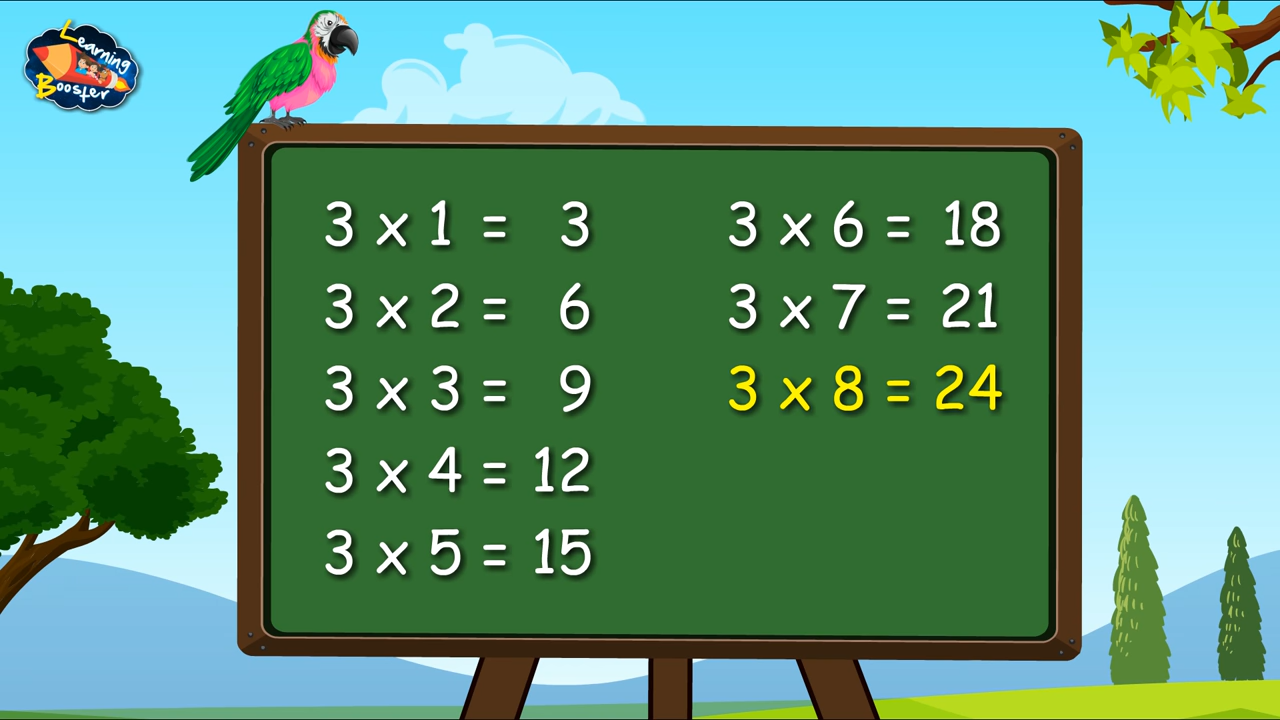 Learning
Booster
3 x 1 = 3
3 x 2 = 6
3 x 3 = 9
3 x 4 = 12
3 x 5 = 15
3 x 6 = 18
3 x 7 = 21
3 x 8 = 24